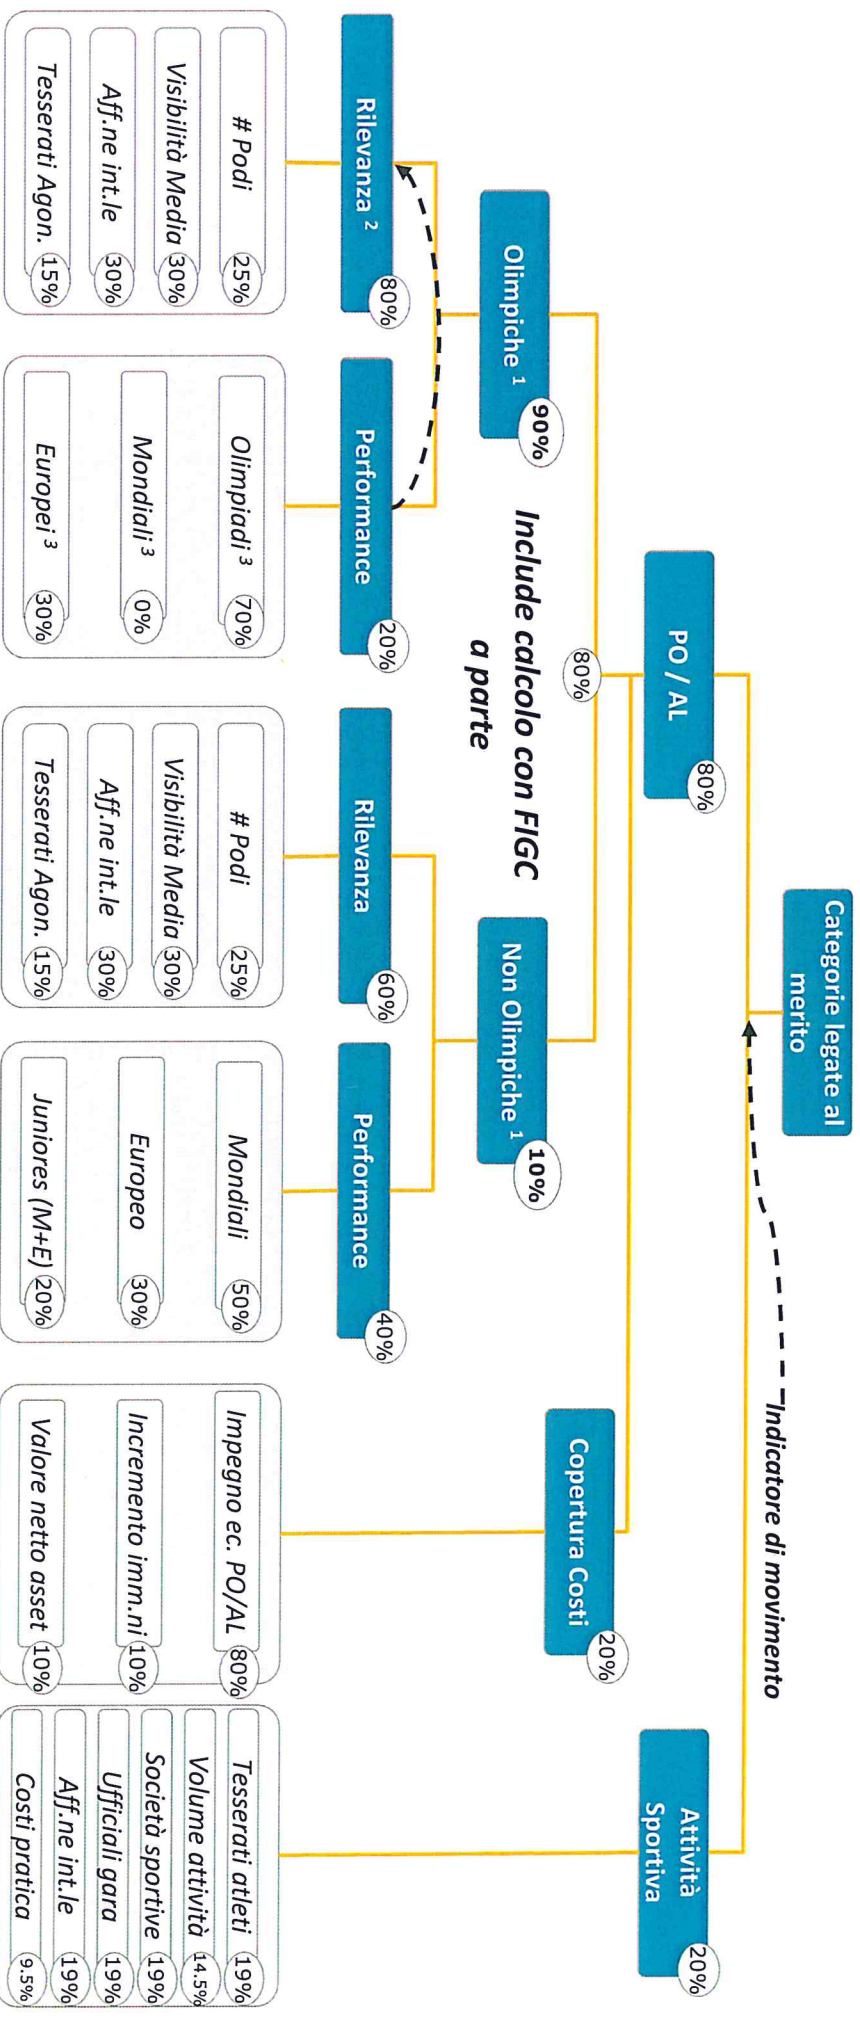 Categorie legate al
merito
Indicatore di movimento
PO / AL
80%
Attività
Sportiva
20%
80%
Copertura Costi
20%
Olimpiche 1
90%
Include calcolo con FIGC
a parte
Non Olimpiche 1
10%
Rilevanza 2
80%
Performance
20%
Rilevanza
60%
Performance
40%
# Podi
25%
Visibilità Media
30%
Aff.ne int.le
30%
Tesserati Agon.
15%
Olimpiadi 3
70%
Mondiali 3
0%
Europei 3
30%
# Podi
25%
Visibilità Media
30%
Aff.ne int.le
30%
Tesserati Agon.
15%
Mondiali
50%
Europeo
30%
Juniores (M+E)
20%
Impegno ec. PO/AL
80%
Incremento imm.ni
10%
Valore netto asset
10%
Tesserati atleti
19%
Volume attività
14.5%
Società sportive
19%
Ufficiali gara
19%
Aff.ne int.le
19%
Costi pratica
9.5%